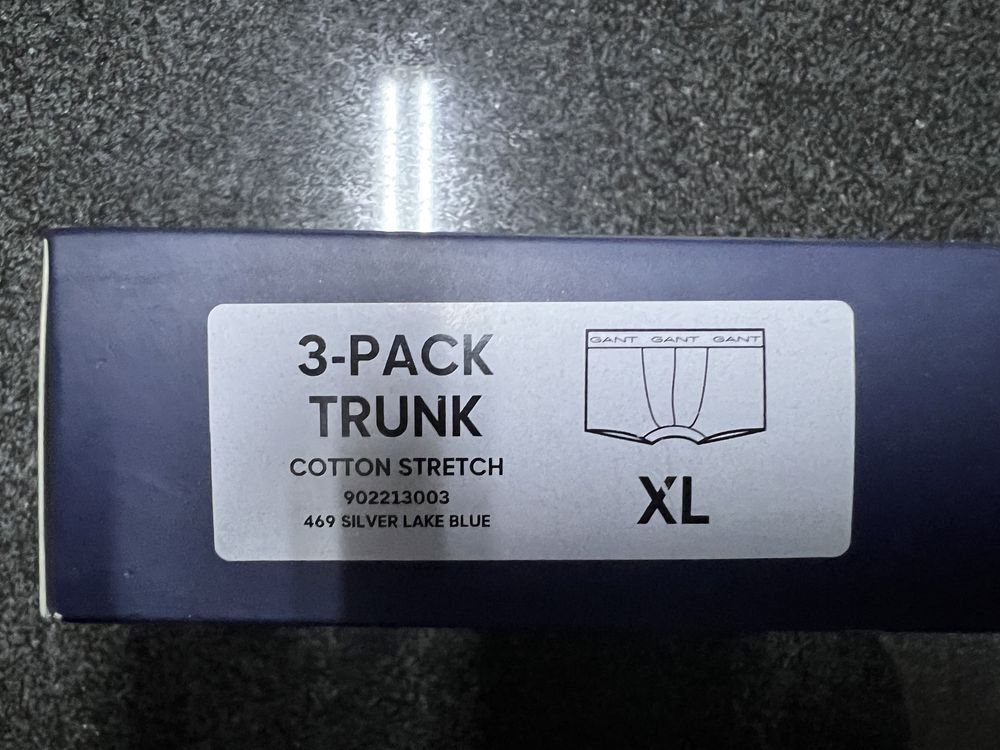 3-PACK
TRUNK
COTTON STRETCH
902213003
469 SILVER LAKE BLUE
GANT GANT GANT
XL